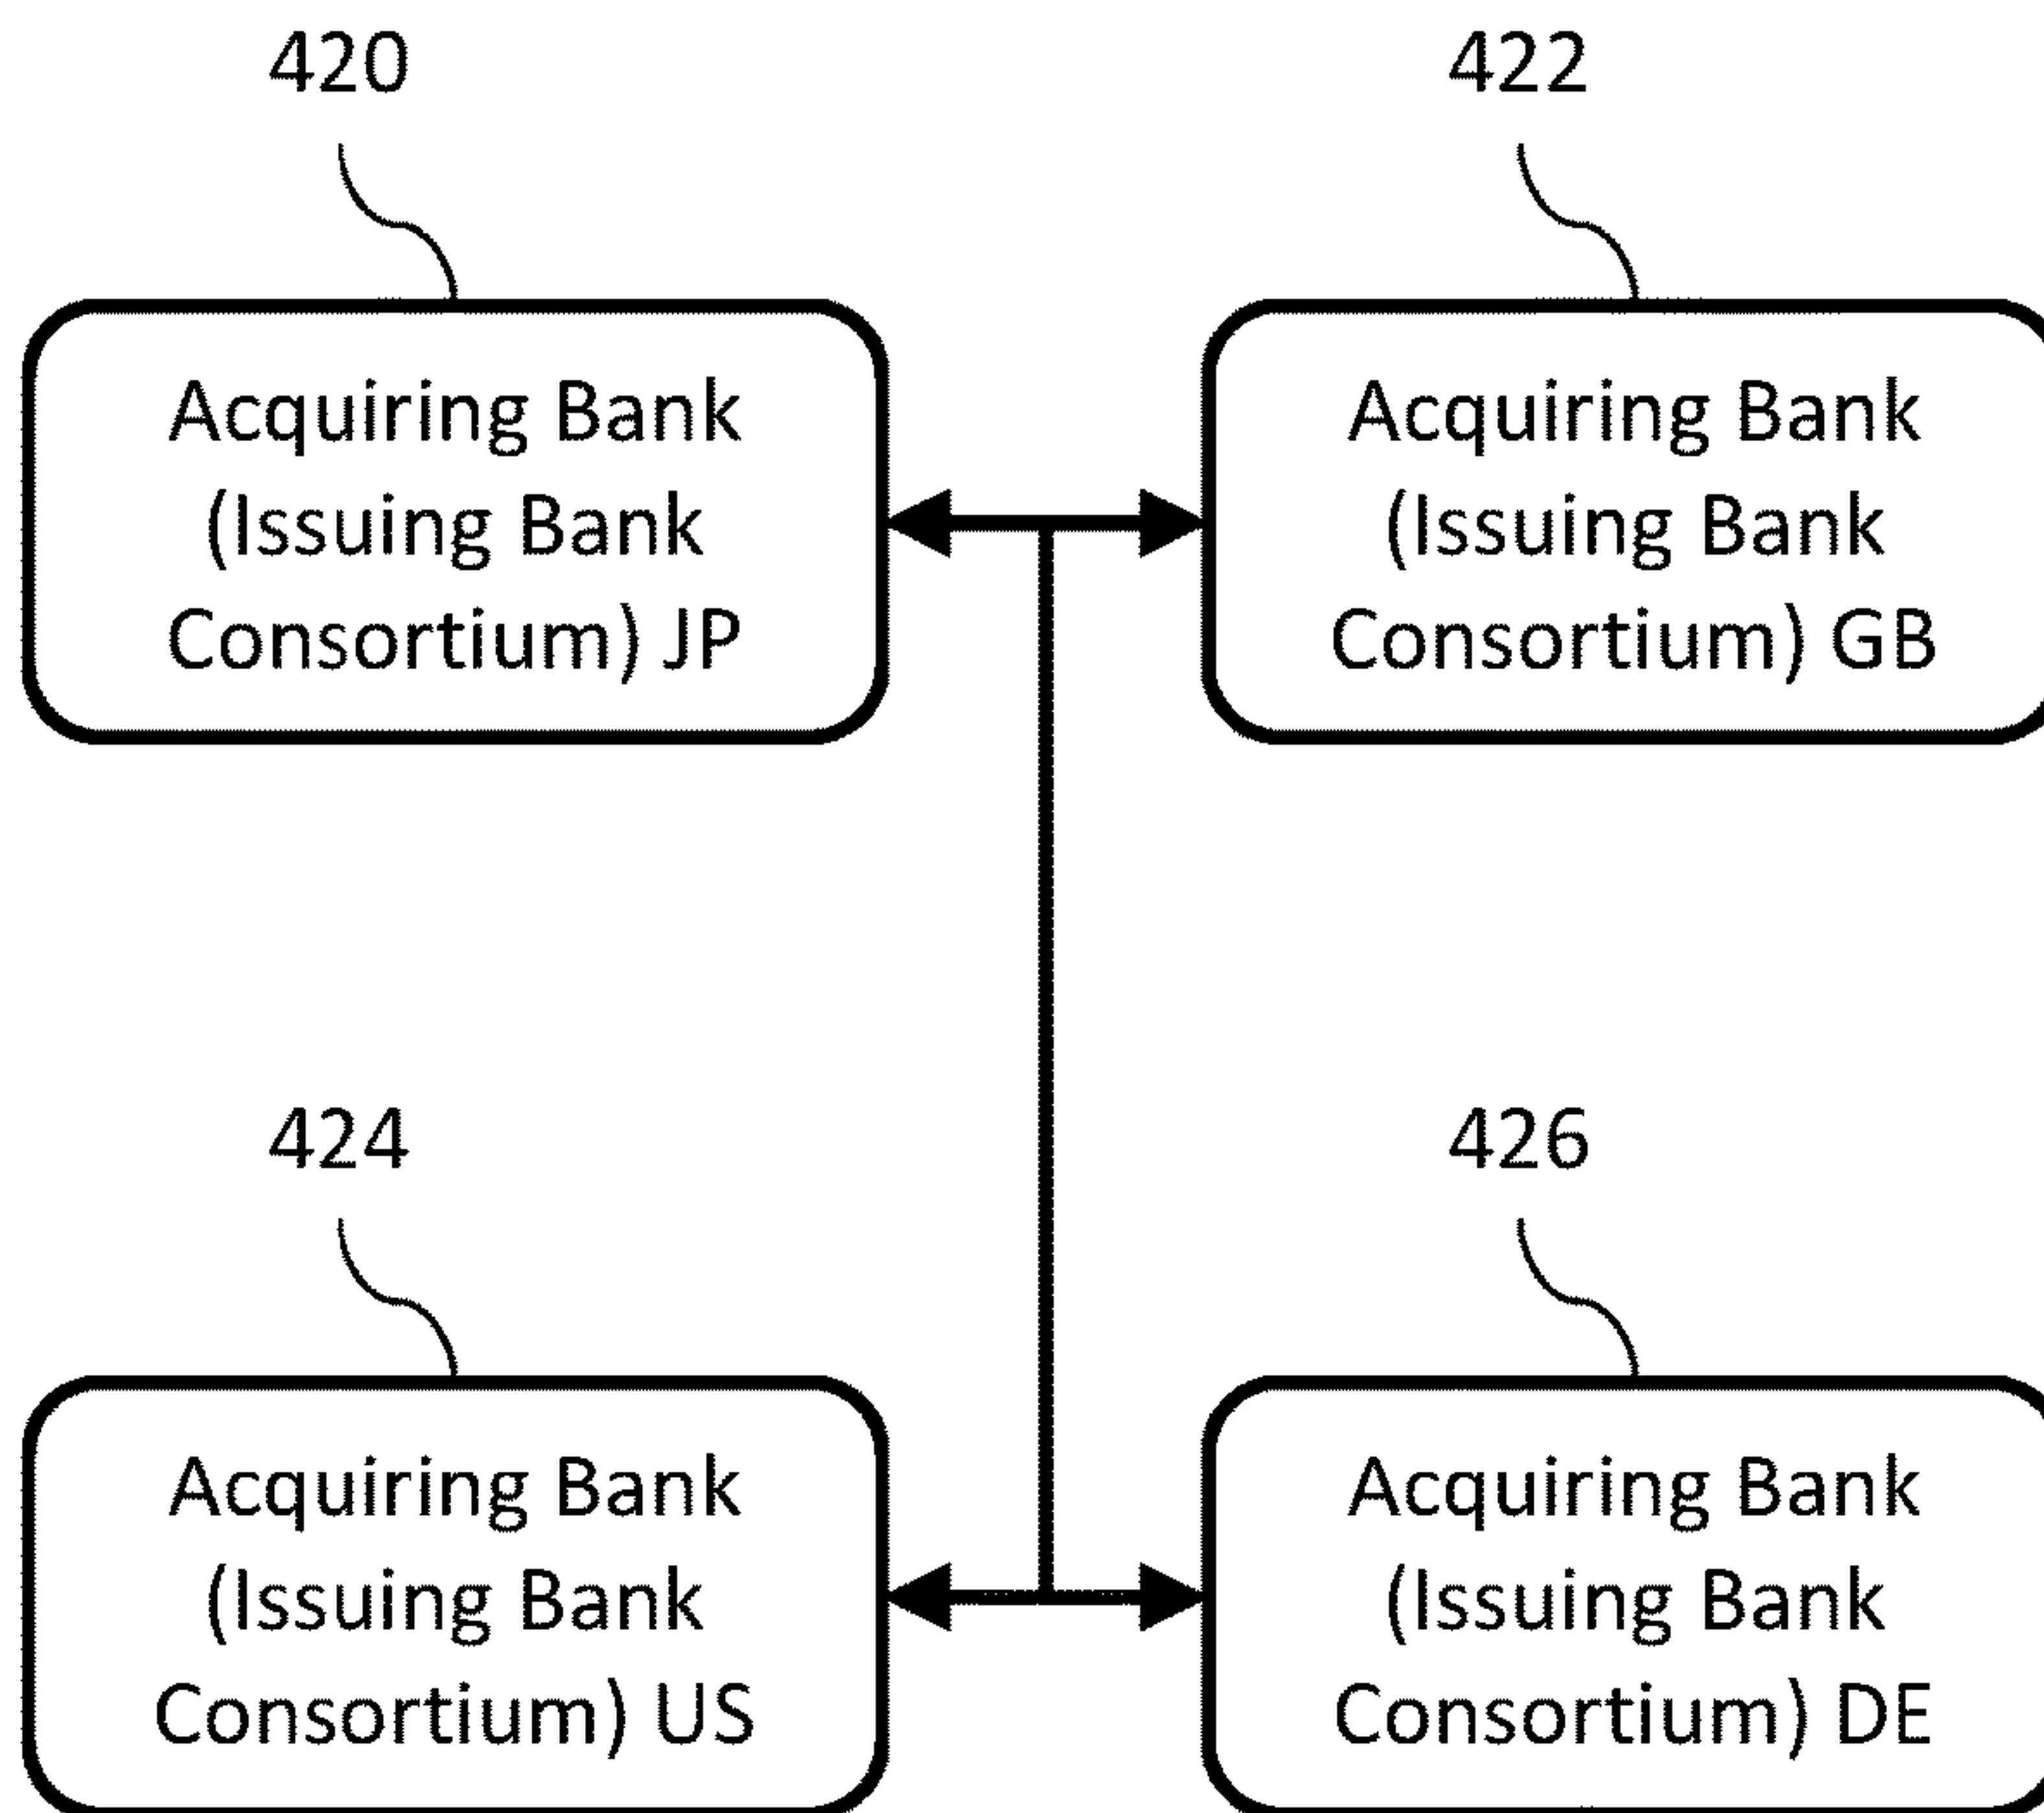 420
422
Acquiring Bank
(Issuing Bank
Consortium) JP
Acquiring Bank
(Issuing Bank
Consortium) GB
424
426
Acquiring Bank
(Issuing Bank
Consortium) US
Acquiring Bank
(Issuing Bank
Consortium) DE